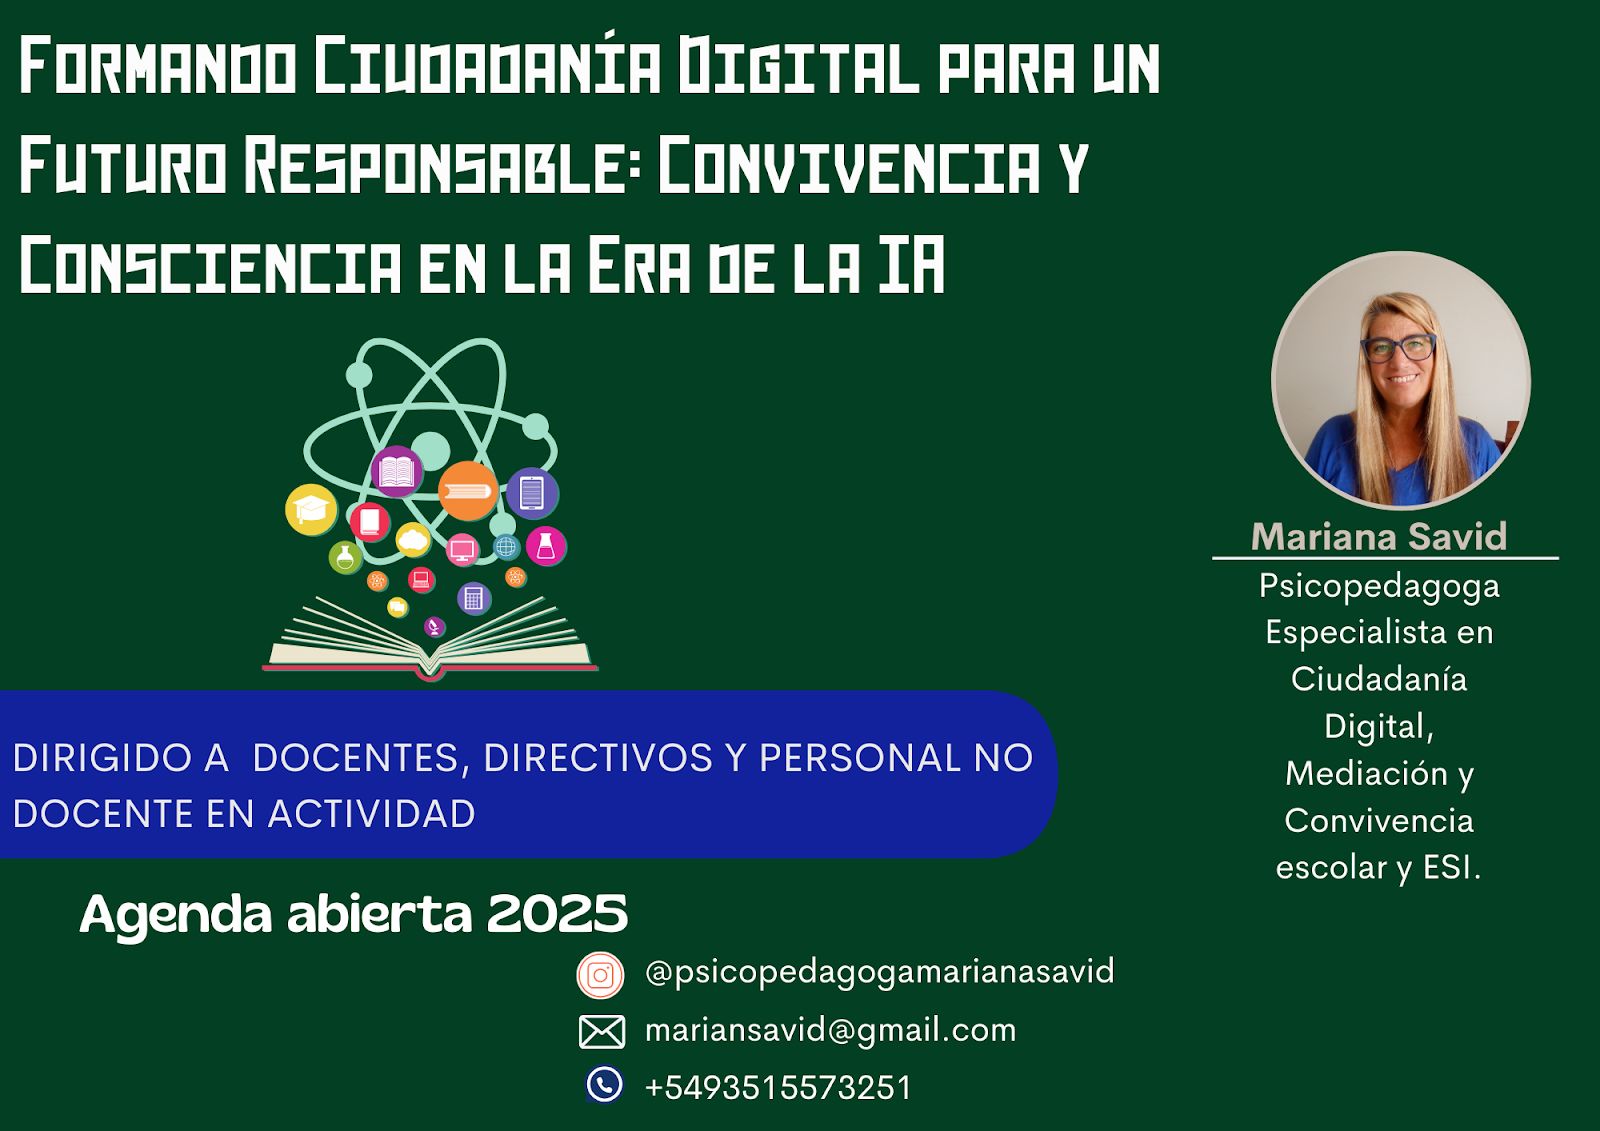 Formando Ciudadanía Digital para un
Futuro Responsable: Convivencia y
Consciencia en la Era de la IA
Mariana Savid
Psicopedagoga
Especialista en
Ciudadanía
Digital,
Mediación y
Convivencia
escolar y ESI.
DIRIGIDO A DOCENTES, DIRECTIVOS Y PERSONAL NO
DOCENTE EN ACTIVIDAD
Agenda abierta 2025
@psicopedagogamarianasavid
mariansavid@gmail.com
+5493515573251